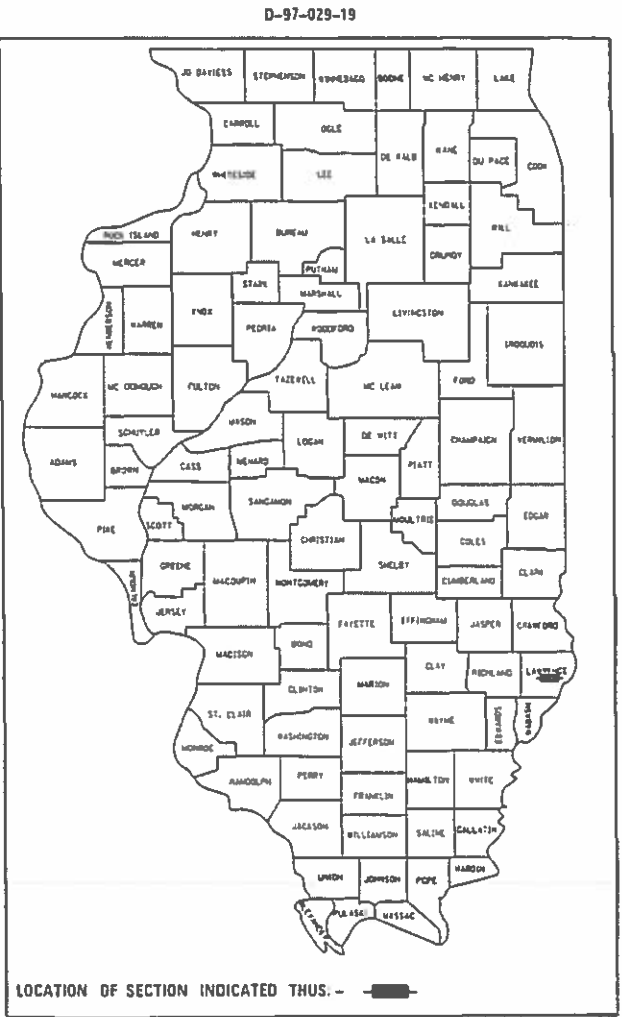 D-97-029-19
JO DAVIESS STEPHENSON WINNEBAGO BOONE MC HENRY LAKE
CARROLL OGLE
DE KALB KANE DU PAGE COOK
WHITESIDE LEE
KENDALL
ROCK ISLAND HENRY BUREAU LA SALLE WILL
MERCER PUTNAM GRUNDY
STARK MARSHALL KANKAKEE
HENDERSON WARREN KNOX PEORIA WOODFORD LIVINGSTON IROQUOIS
HANCOCK MC DONOUGH FULTON TAZEWELL MC LEAN FORD
MASON
SCHUYLER LOGAN DE WITT CHAMPAIGN VERMILION
ADAMS BROWN CASS MENARD PIATT
MACON
MORGAN SANGAMON DOUGLAS EDGAR
PIKE SCOTT CHRISTIAN MOULTRIE
COLES
GREENE MACOUPIN MONTGOMERY SHELBY CLARK
CALHOUN CUMBERLAND
JERSEY FAYETTE EFFINGHAM JASPER CRAWFORD
MADISON BOND
CLAY RICHLAND LAWRENCE
CLINTON MARION
ST. CLAIR WAYNE EDWARDS WABASH
WASHINGTON JEFFERSON
MONROE
RANDOLPH PERRY HAMILTON WHITE
FRANKLIN
JACKSON WILLIAMSON SALINE GALLATIN
UNION JOHNSON POPE HARDIN
ALEXANDER PULASKI MASSAC
LOCATION OF SECTION INDICATED THUS: -